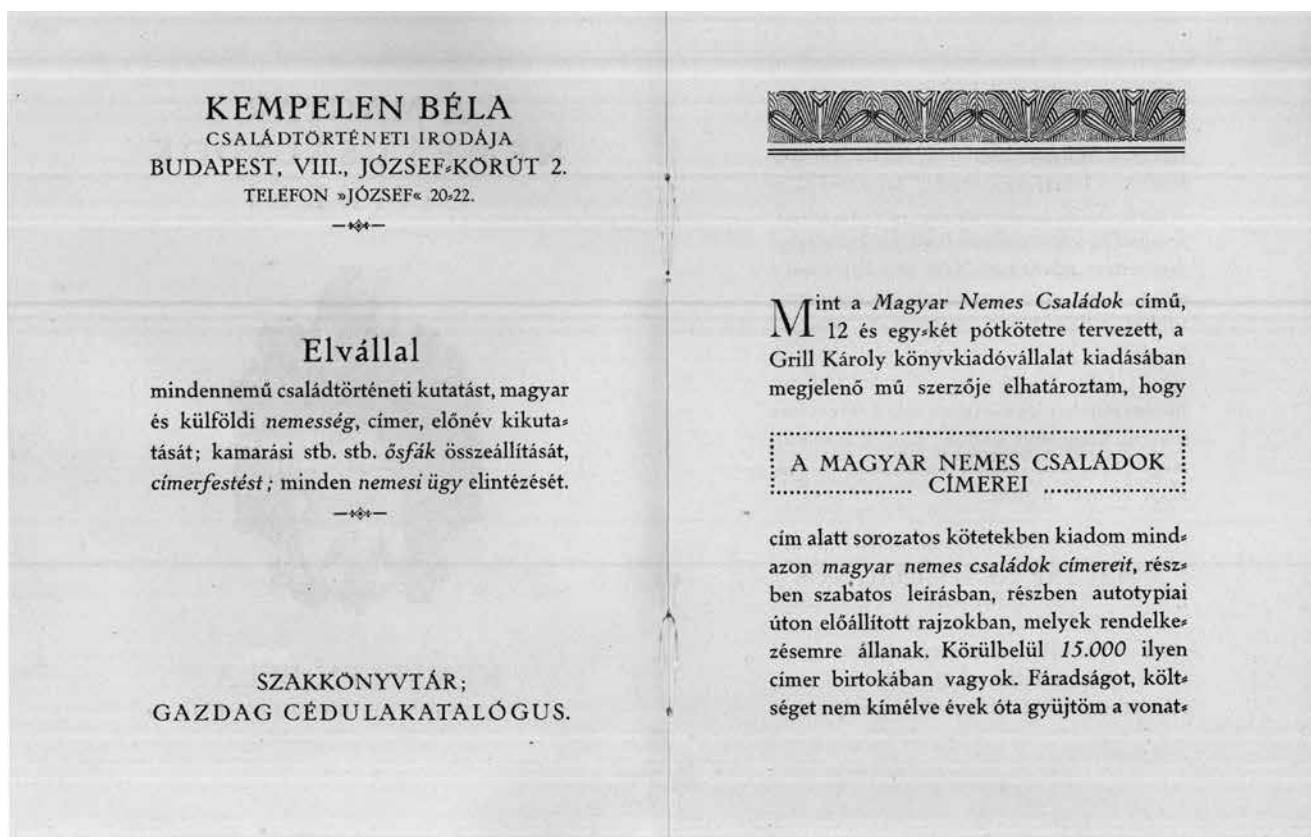 KEMPELEN BÉLA
CSALÁDTÖRTÉNETI IRODÁJA
BUDAPEST, VIII., JÓZSEF-KÖRÚT 2.
TELEFON »JÓZSEF« 20-22.
Elvállal
mindennemű családtörténeti kutatást, magyar
és külföldi nemesség, címer, előnév kikuta-
tását; kamarási stb. stb. ősfák összeállítását,
címerfestést; minden nemesi ügy elintézését.
SZAKKÖNYVTÁR;
GAZDAG CÉDULAKATALÓGUS.
Mint a Magyar Nemes Családok című,
12 és egy-két pótkötetre tervezett, a
Grill Károly könyvkiadóvállalat kiadásában
megjelenő mű szerzője elhatároztam, hogy
A MAGYAR NEMES CSALÁDOK
CÍMEREI
cím alatt sorozatos kötetekben kiadom mind-
azon magyar nemes családok címereit, rész-
ben szabatos leírásban, részben autotypiai
úton előállított rajzokban, melyek rendelke-
zésemre állanak. Körülbelül 15.000 ilyen
címer birtokában vagyok. Fáradságot, költ-
séget nem kímélve évek óta gyüjtöm a vonat-